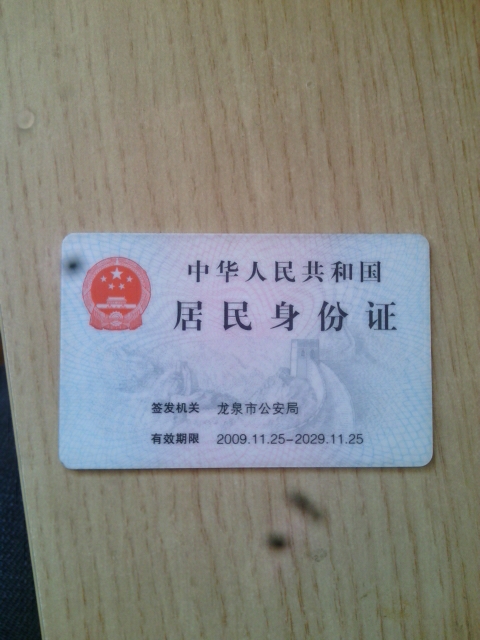 中华人民共和国
居民身份证
签发机关 龙泉市公安局
有效期限 2009.11.25-2029.11.25